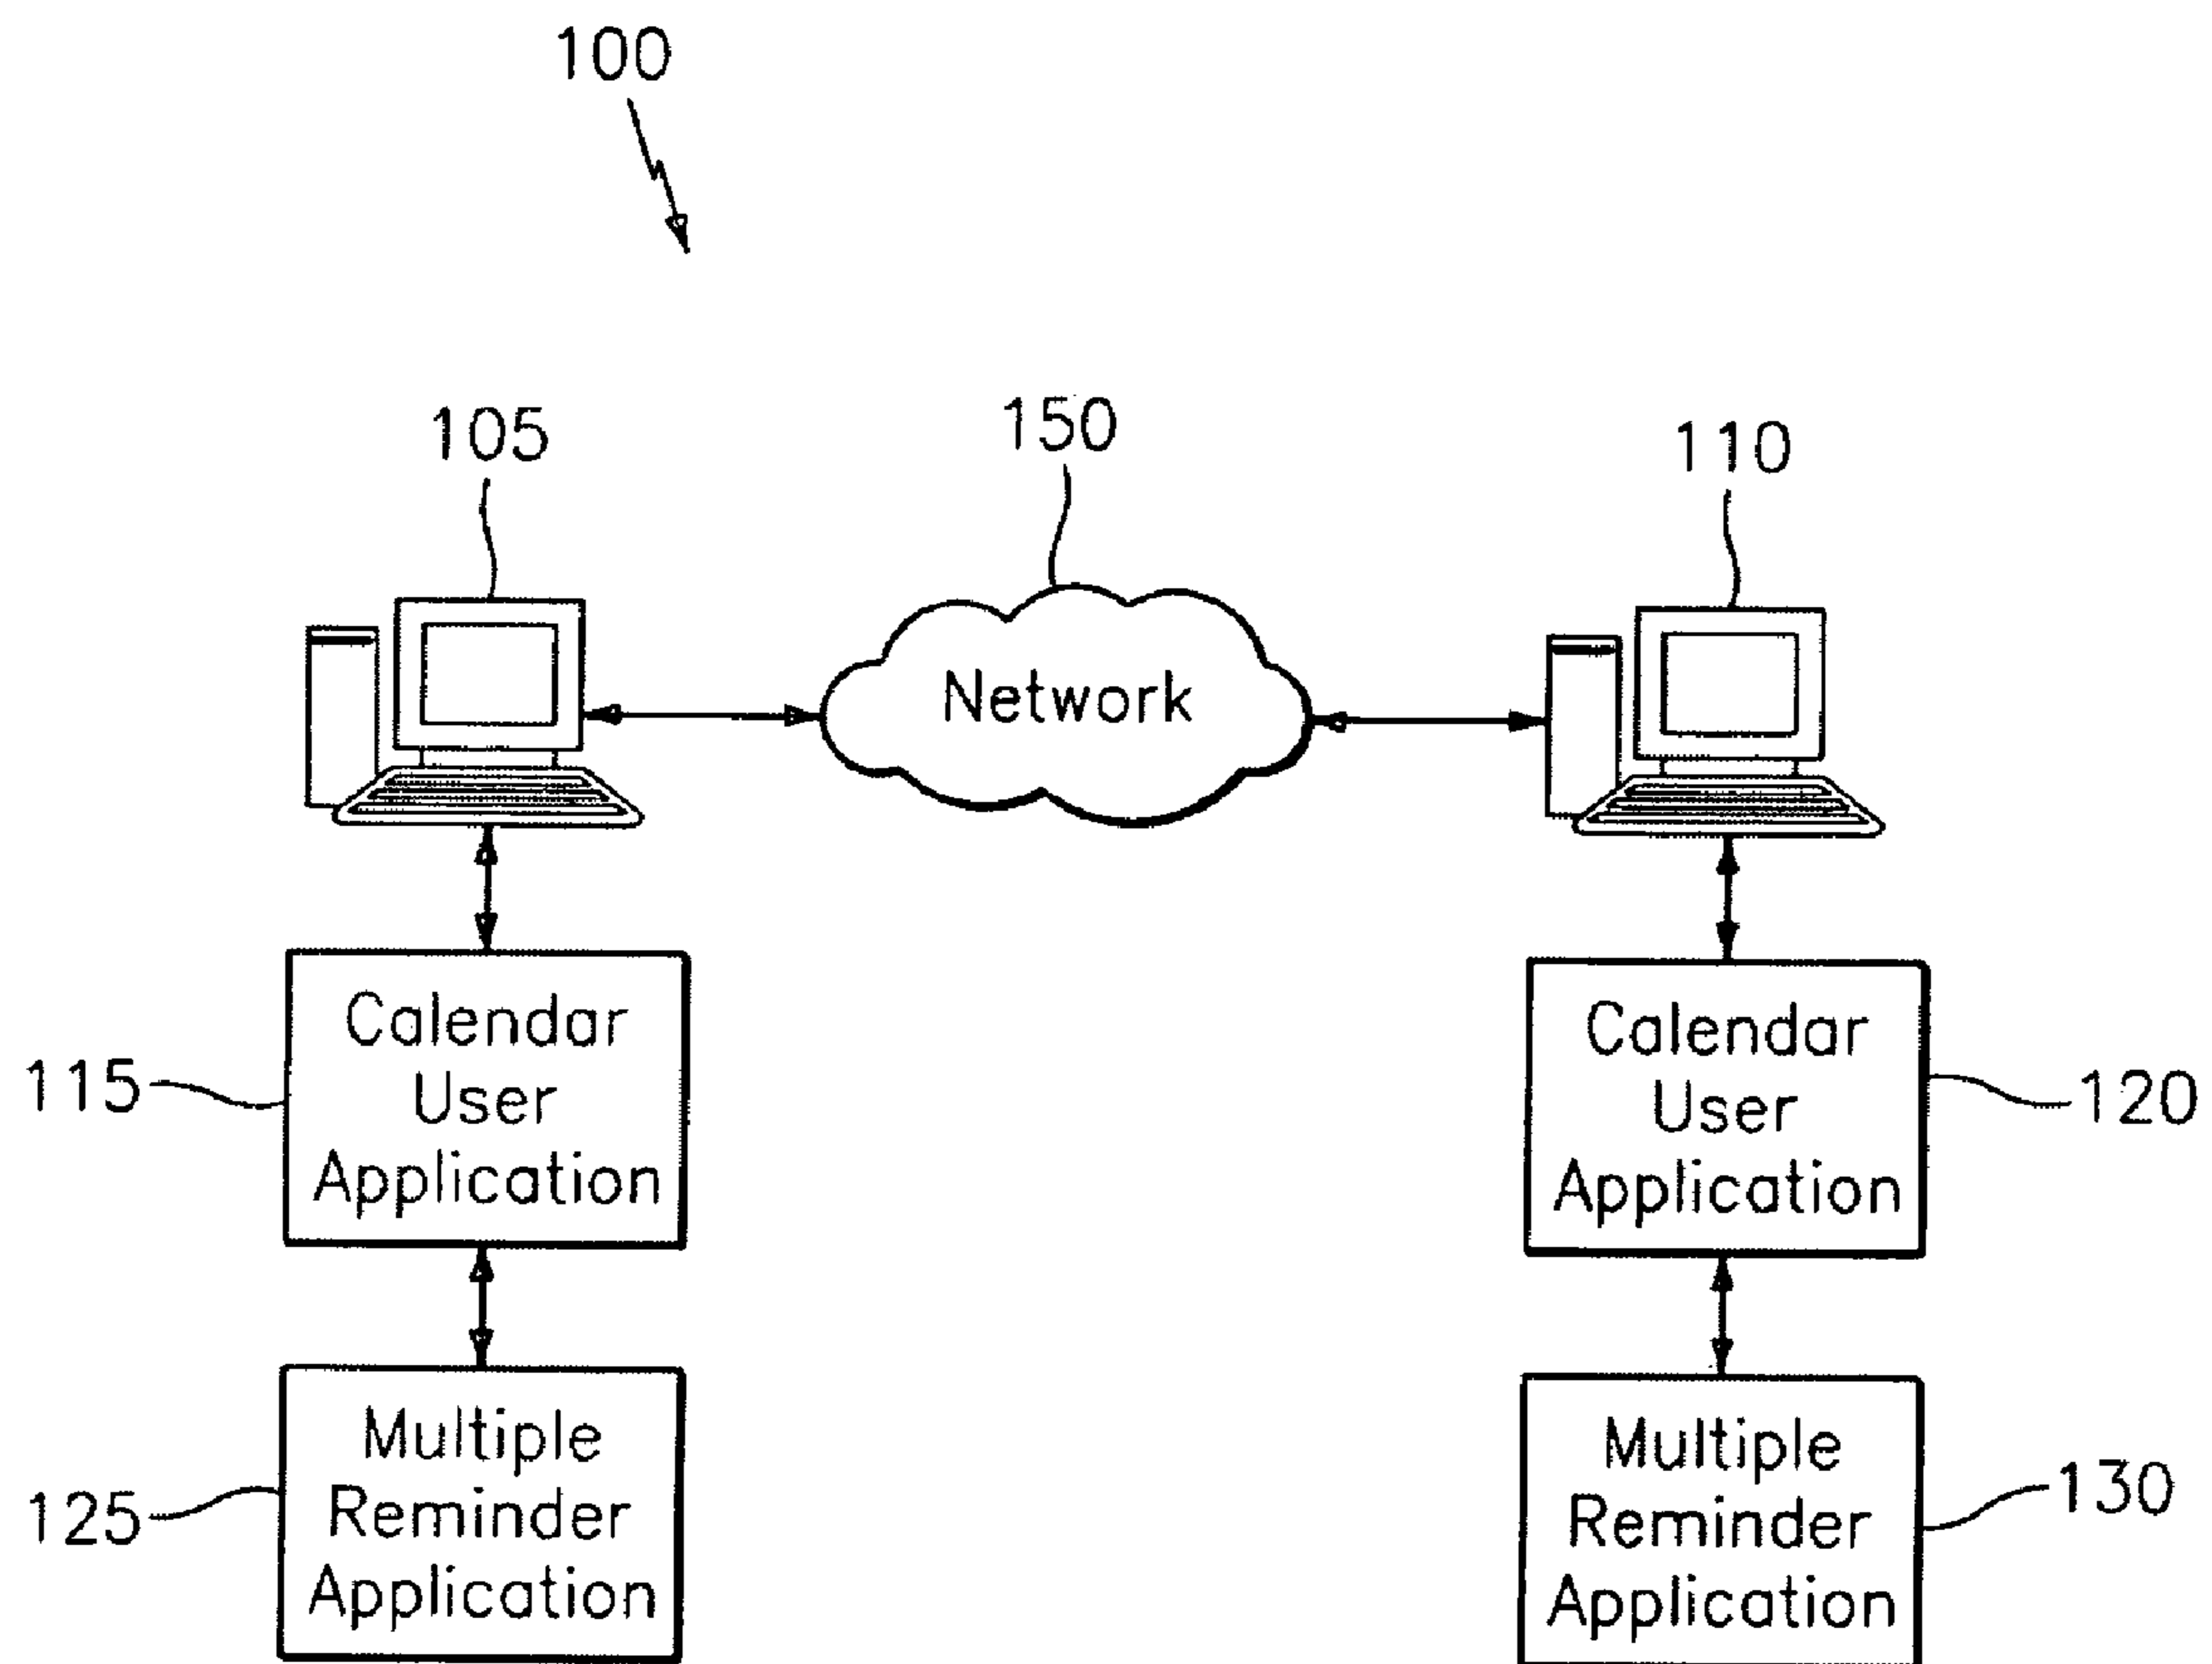 100
105
150
110
Network
Calendar
User
Application
115
Calendar
User
Application
120
Multiple
Reminder
Application
125
Multiple
Reminder
Application
130